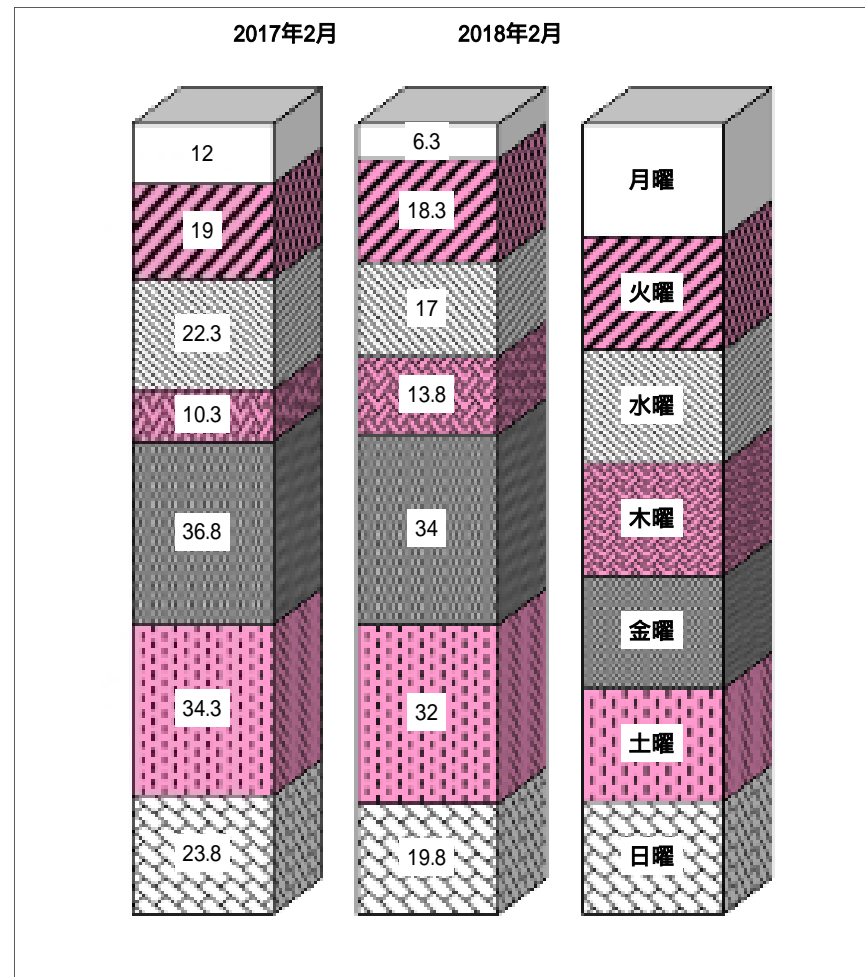 2017年2月 2018年2月
12 6.3 月曜
19 18.3 火曜
22.3 17 水曜
10.3 13.8 木曜
36.8 34 金曜
34.3 32 土曜
23.8 19.8 日曜